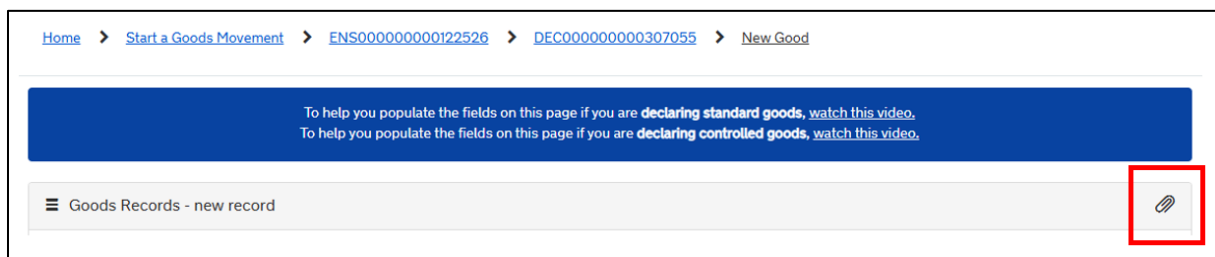 Home > Start a Goods Movement > ENS000000000122526 > DEC000000000307055 > New Good
To help you populate the fields on this page if you are declaring standard goods, watch this video.
To help you populate the fields on this page if you are declaring controlled goods, watch this video.
Goods Records - new record